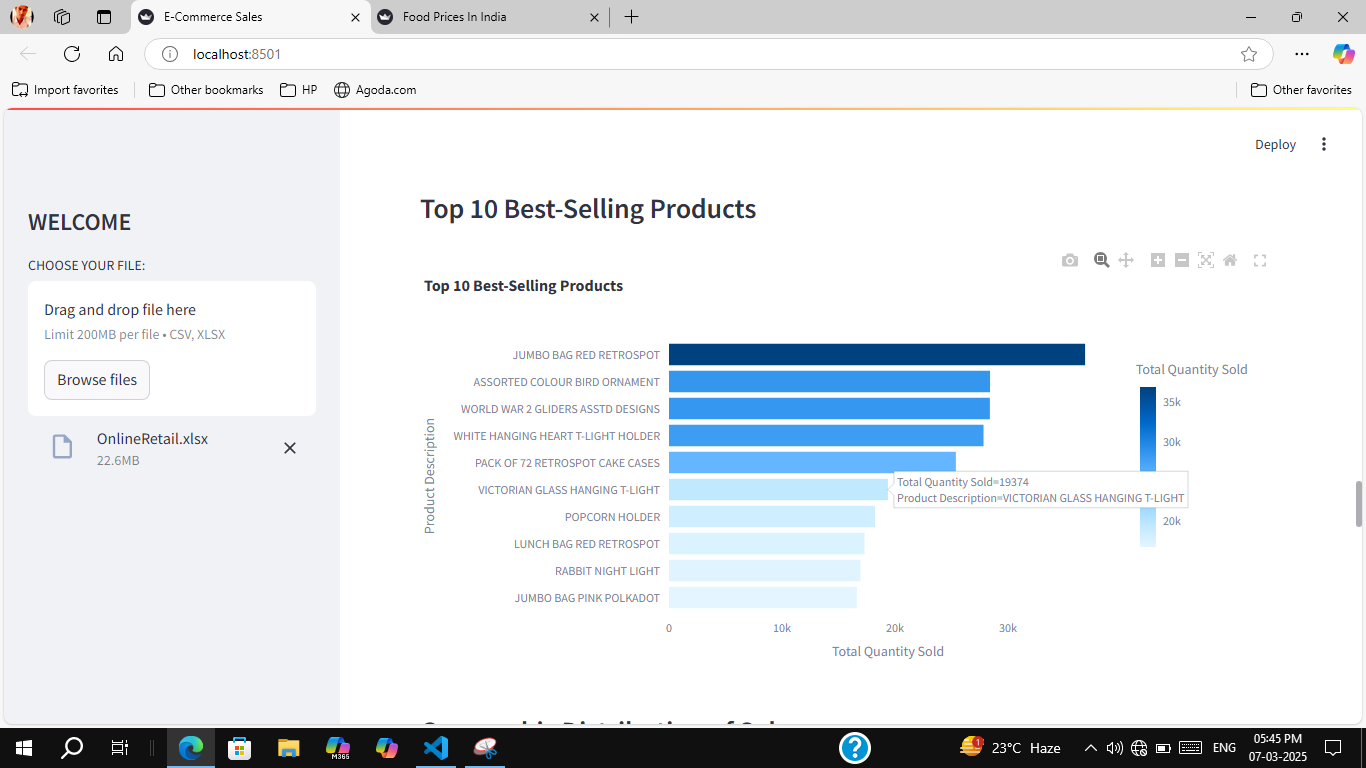 E-Commerce Sales
Food Prices In India
localhost:8501
Import favorites
Other bookmarks
HP
Agoda.com
Other favorites
Deploy
WELCOME
CHOOSE YOUR FILE:
Drag and drop file here
Limit 200MB per file • CSV, XLSX
Browse files
OnlineRetail.xlsx
22.6MB
Top 10 Best-Selling Products
Top 10 Best-Selling Products
Product Description
JUMBO BAG RED RETROSPOT
ASSORTED COLOUR BIRD ORNAMENT
WORLD WAR 2 GLIDERS ASSTD DESIGNS
WHITE HANGING HEART T-LIGHT HOLDER
PACK OF 72 RETROSPOT CAKE CASES
VICTORIAN GLASS HANGING T-LIGHT
POPCORN HOLDER
LUNCH BAG RED RETROSPOT
RABBIT NIGHT LIGHT
JUMBO BAG PINK POLKADOT
Total Quantity Sold=19374
Product Description=VICTORIAN GLASS HANGING T-LIGHT
0 10k 20k 30k
Total Quantity Sold
Total Quantity Sold
35k
30k
20k
M365
1
23°C Haze
ENG
05:45 PM
07-03-2025